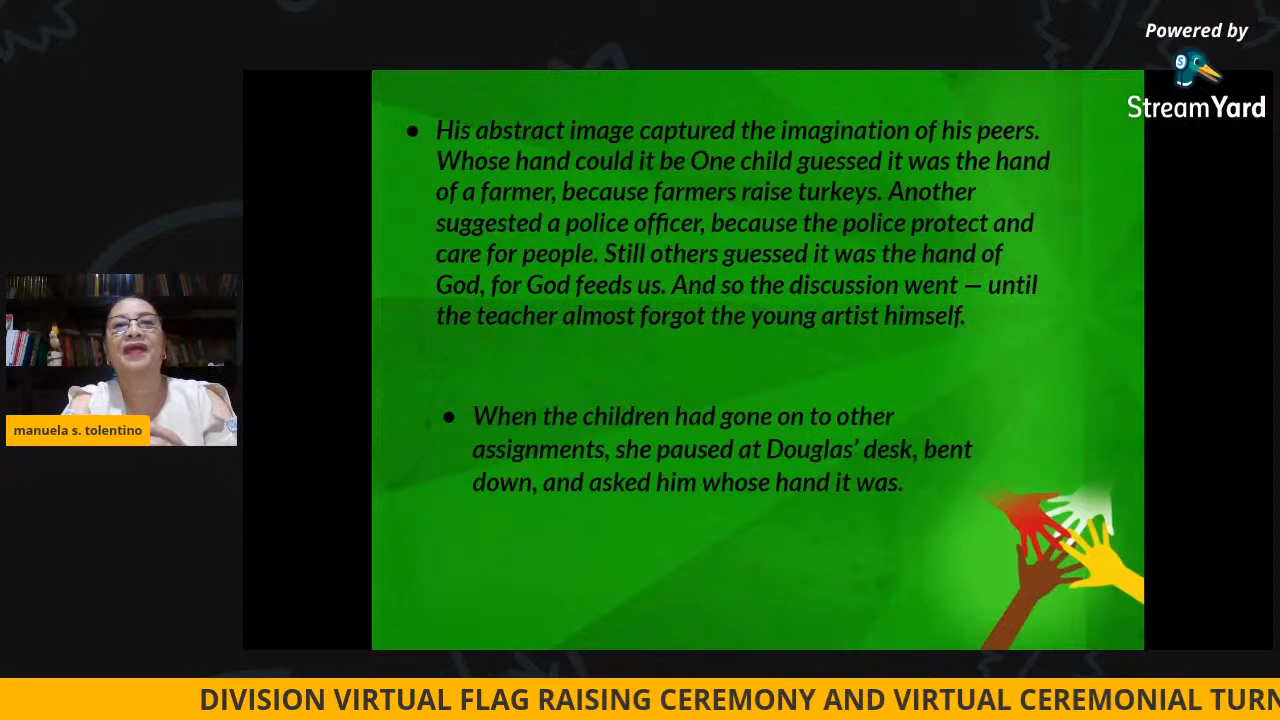 Powered by
StreamYard
● His abstract image captured the imagination of his peers.
Whose hand could it be One child guessed it was the hand
of a farmer, because farmers raise turkeys. Another
suggested a police officer, because the police protect and
care for people. Still others guessed it was the hand of
God, for God feeds us. And so the discussion went — until
the teacher almost forgot the young artist himself.
● When the children had gone on to other
assignments, she paused at Douglas’ desk, bent
down, and asked him whose hand it was.
manuela s. tolentino
DIVISION VIRTUAL FLAG RAISING CEREMONY AND VIRTUAL CEREMONIAL TURN